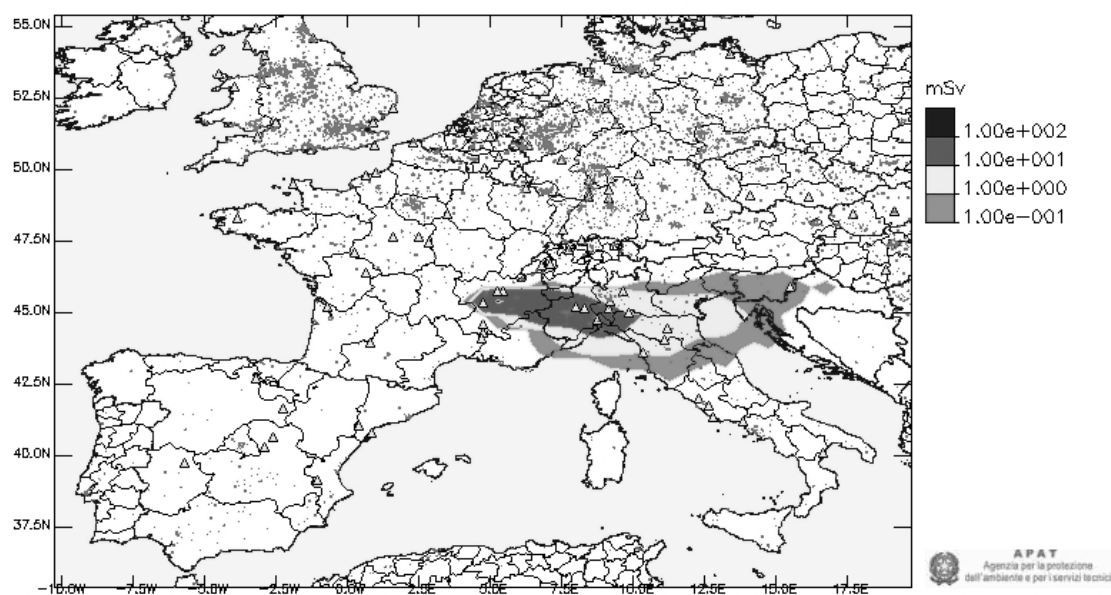 55.0N
52.5N
50.0N
47.5N
45.0N
42.5N
40.0N
37.5N
-10.0W
-7.5W
-5.0W
-2.5W
0.0W
2.5E
5.0E
7.5E
10.0E
12.5E
15.0E
17.5E
mSv
1.00e+002
1.00e+001
1.00e+000
1.00e-001
APAT
Agenzia per la protezione
dell'ambiente e per i servizi tecnici